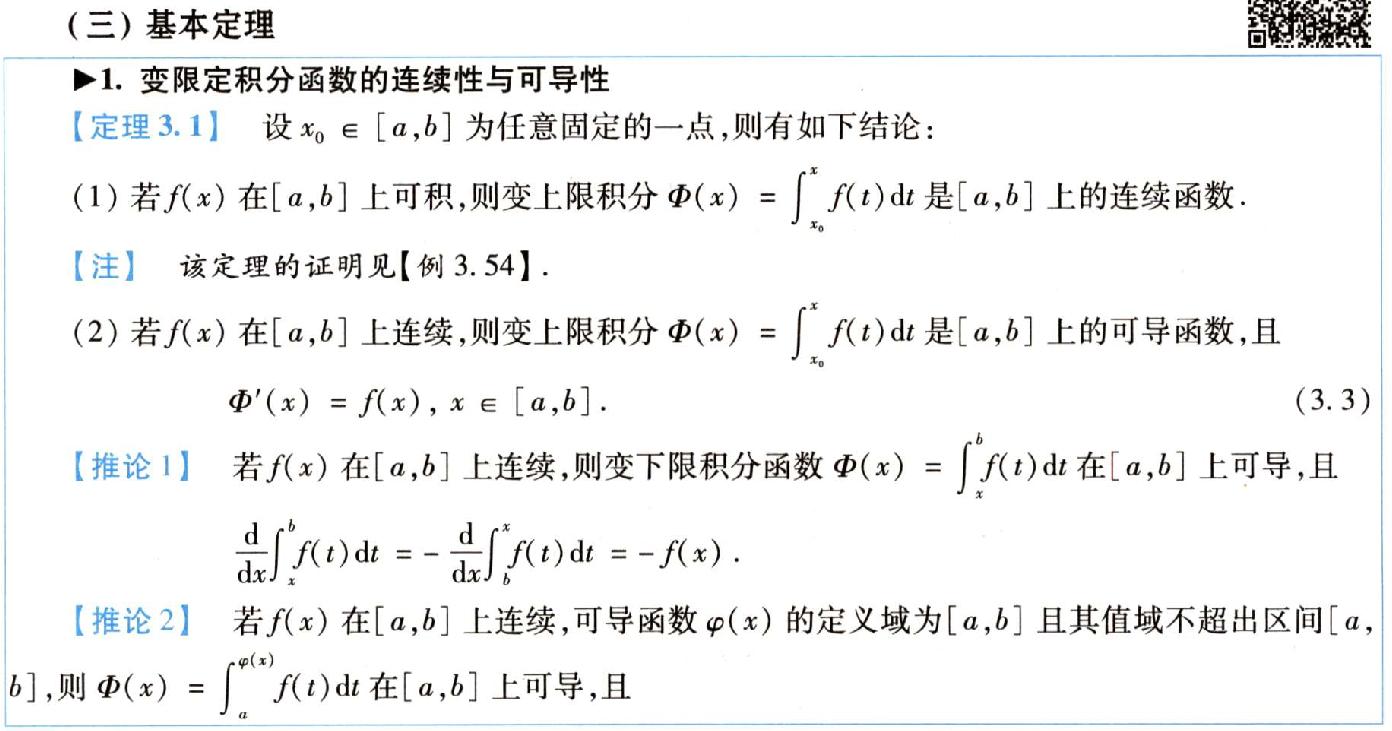 (三) 基本定理
▶1. 变限定积分函数的连续性与可导性
【定理3.1】 设 $x_0 \in [a,b]$ 为任意固定的一点,则有如下结论:
(1) 若 $f(x)$ 在 $[a,b]$ 上可积,则变上限积分 $\Phi(x) = \int_{x_0}^{x} f(t)\mathrm{d}t$ 是 $[a,b]$ 上的连续函数.
【注】 该定理的证明见【例 3.54】.
(2) 若 $f(x)$ 在 $[a,b]$ 上连续,则变上限积分 $\Phi(x) = \int_{x_0}^{x} f(t)\mathrm{d}t$ 是 $[a,b]$ 上的可导函数,且
$\Phi'(x) = f(x), x \in [a,b].$ (3.3)
【推论1】 若 $f(x)$ 在 $[a,b]$ 上连续,则变下限积分函数 $\Phi(x) = \int_{x}^{b} f(t)\mathrm{d}t$ 在 $[a,b]$ 上可导,且
$\frac{\mathrm{d}}{\mathrm{d}x}\int_{x}^{b} f(t)\mathrm{d}t = -\frac{\mathrm{d}}{\mathrm{d}x}\int_{b}^{x} f(t)\mathrm{d}t = -f(x).$
【推论2】 若 $f(x)$ 在 $[a,b]$ 上连续,可导函数 $\varphi(x)$ 的定义域为 $[a,b]$ 且其值域不超出区间 $[a,
b]$,则 $\Phi(x) = \int_{a}^{\varphi(x)} f(t)\mathrm{d}t$ 在 $[a,b]$ 上可导,且